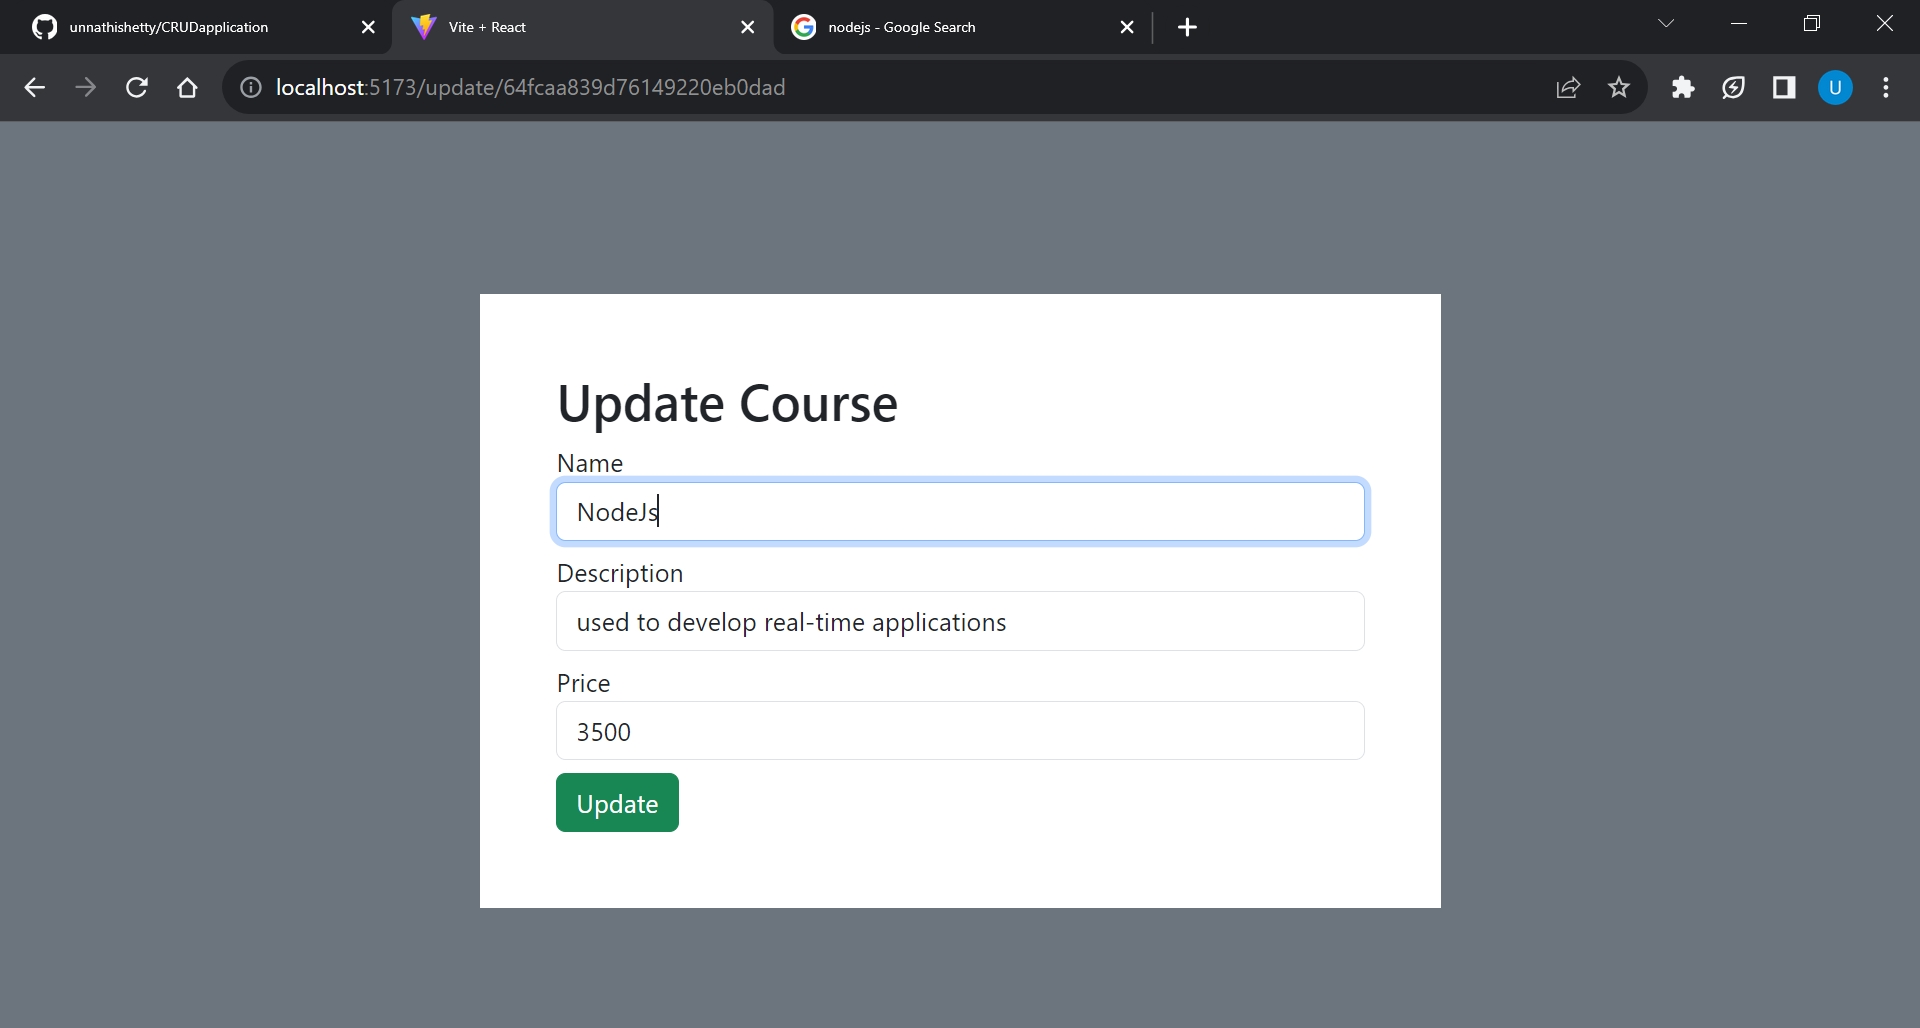 unnathishetty/CRUDapplication
Vite + React
nodejs - Google Search
localhost:5173/update/64fcaa839d76149220eb0dad
U
Update Course
Name
NodeJs
Description
used to develop real-time applications
Price
3500
Update